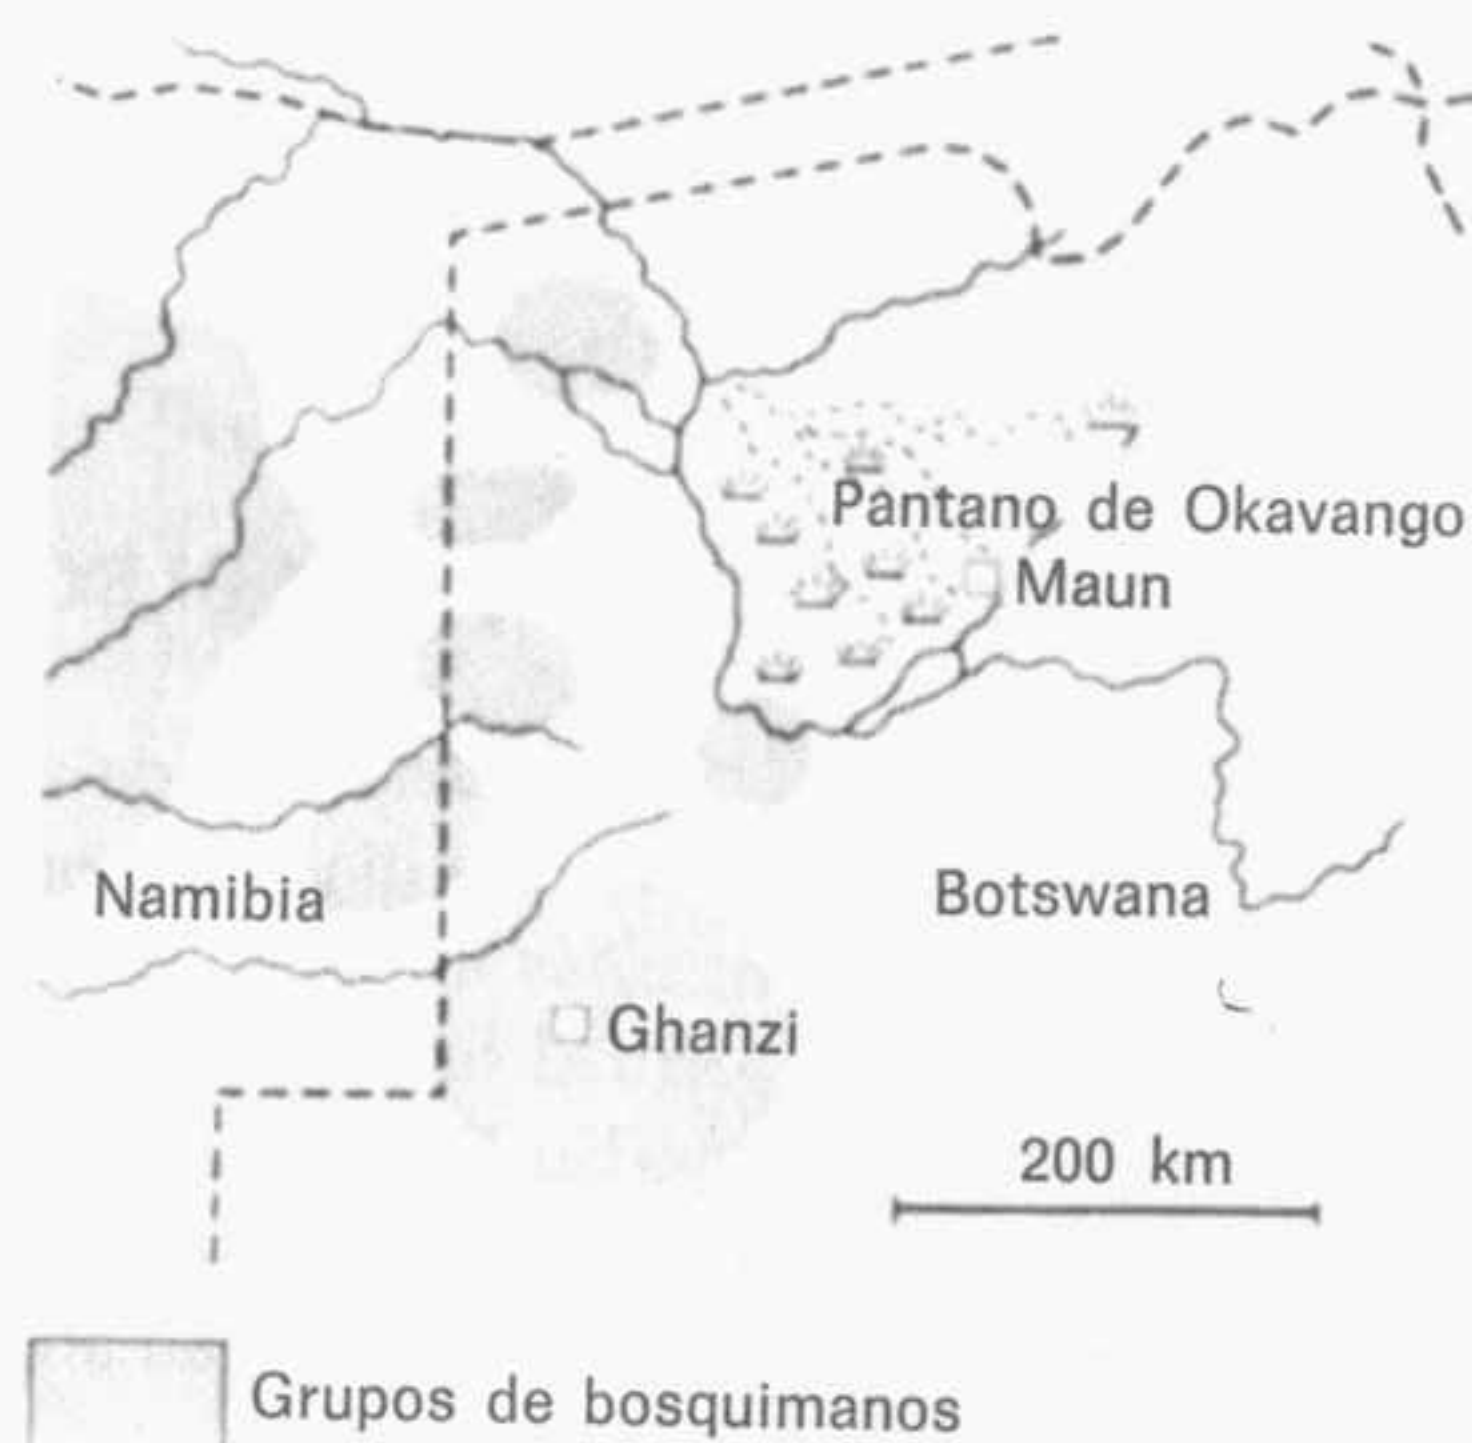 Pantano de Okavango
Maun
Namibia
Botswana
Ghanzi
200 km
Grupos de bosquimanos